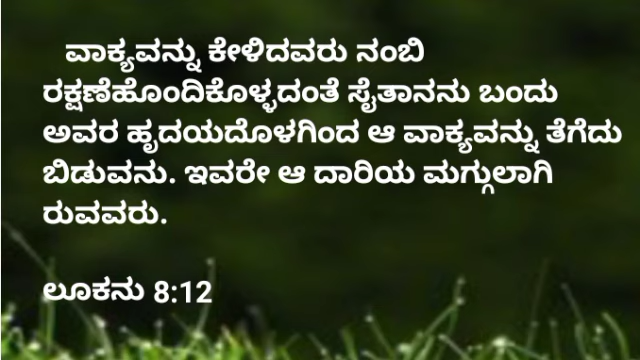 ವಾಕ್ಯವನ್ನು ಕೇಳಿದವರು ನಂಬಿ
ರಕ್ಷಣೆಹೊಂದಿಕೊಳ್ಳದಂತೆ ಸೈತಾನನು ಬಂದು
ಅವರ ಹೃದಯದೊಳಗಿಂದ ಆ ವಾಕ್ಯವನ್ನು ತೆಗೆದು
ಬಿಡುವನು. ಇವರೇ ಆ ದಾರಿಯ ಮಗ್ಗುಲಾಗಿ
ರುವವರು.
ಲೂಕನು 8:12